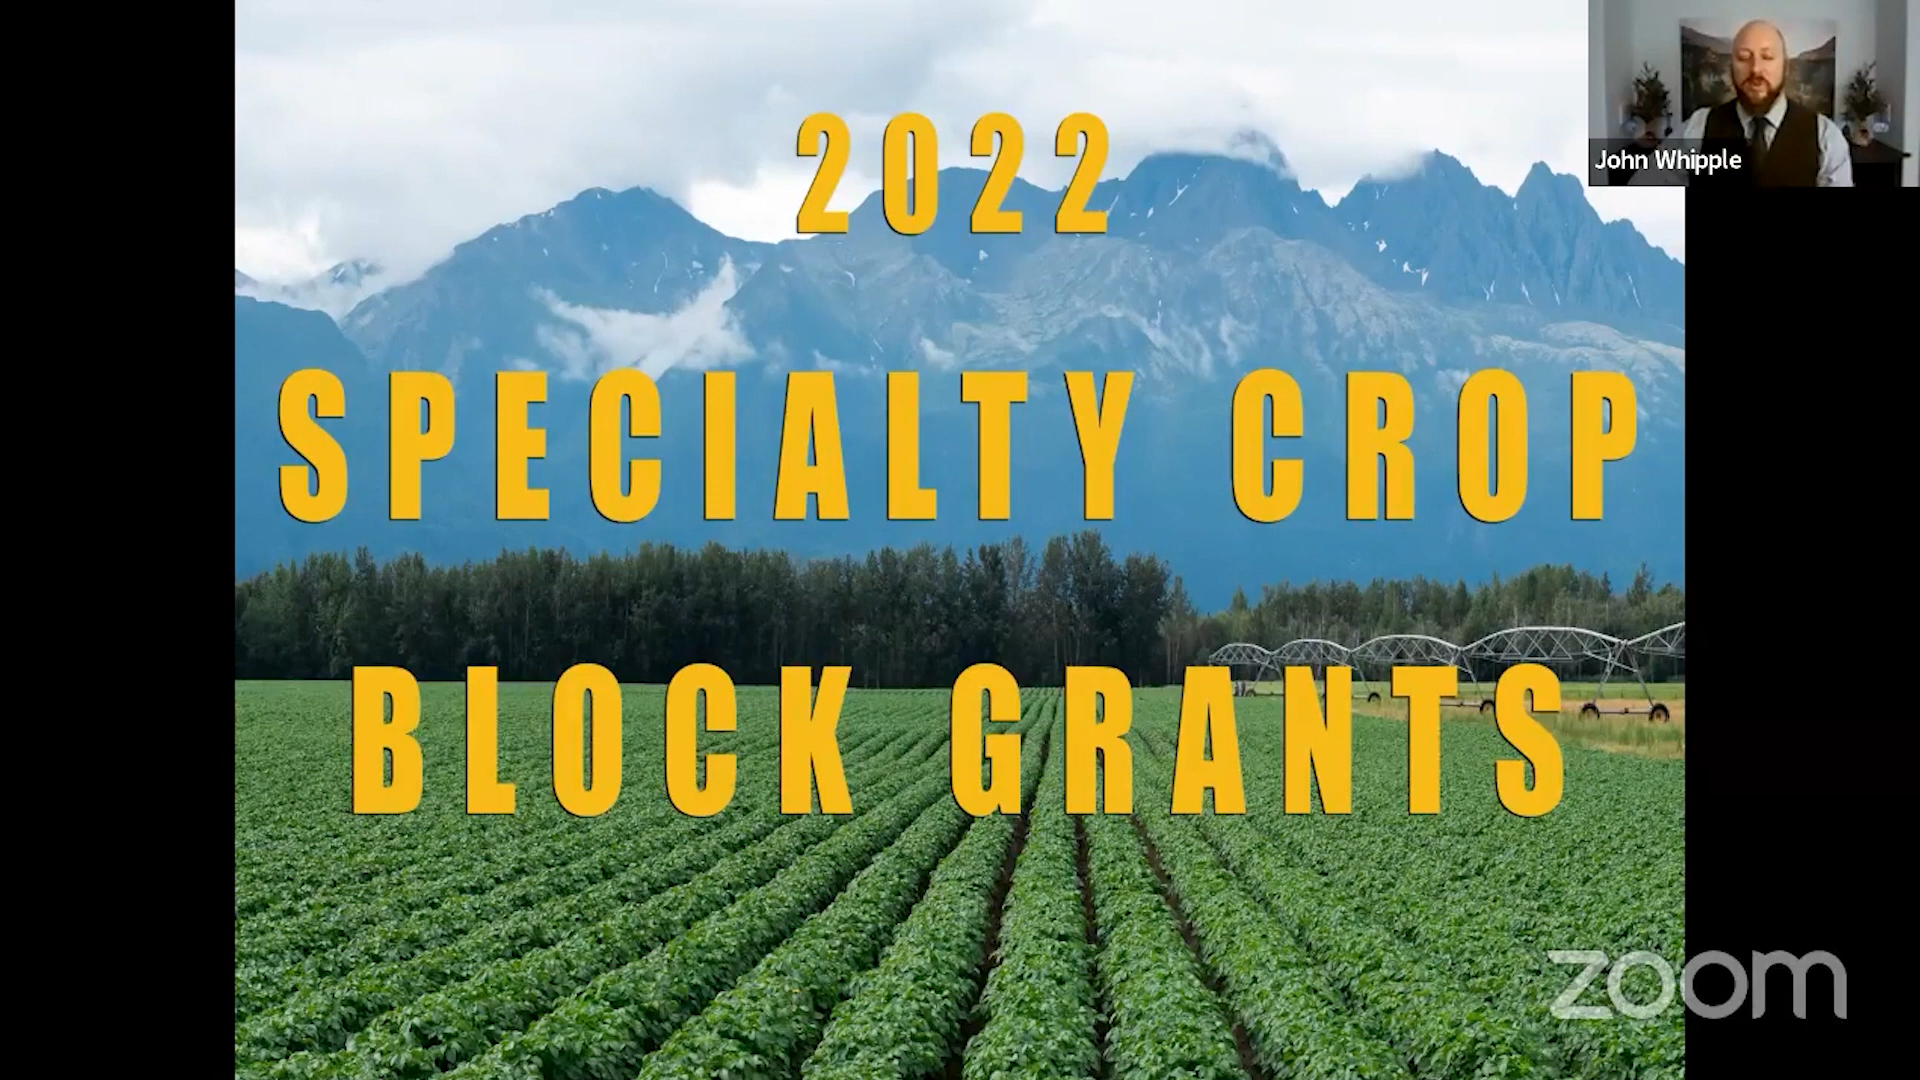 2022
John Whipple
SPECIALTY CROP
BLOCK GRANTS
zoom